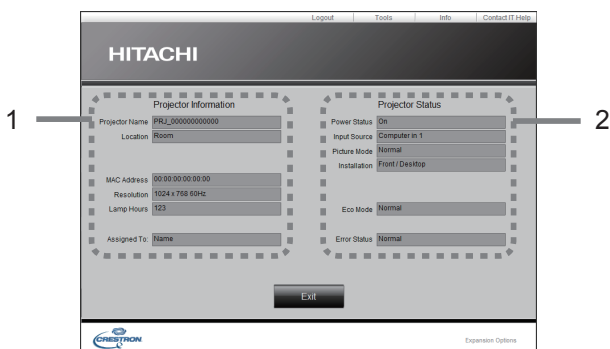 Logout Tools Info Contact IT Help
HITACHI
Projector Information
Projector Name PRJ_000000000000
Location Room
MAC Address 00:00:00:00:00:00
Resolution 1024 x 768 60Hz
Lamp Hours 123
Assigned To: Name
Projector Status
Power Status On
Input Source Computer in 1
Picture Mode Normal
Installation Front / Desktop
Eco Mode Normal
Error Status Normal
1
2
Exit
CRESTRON
Expansion Options